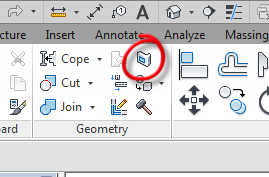 A
cture Insert Annotate Analyze Massing
Cope
Cut
Join
ard Geometry